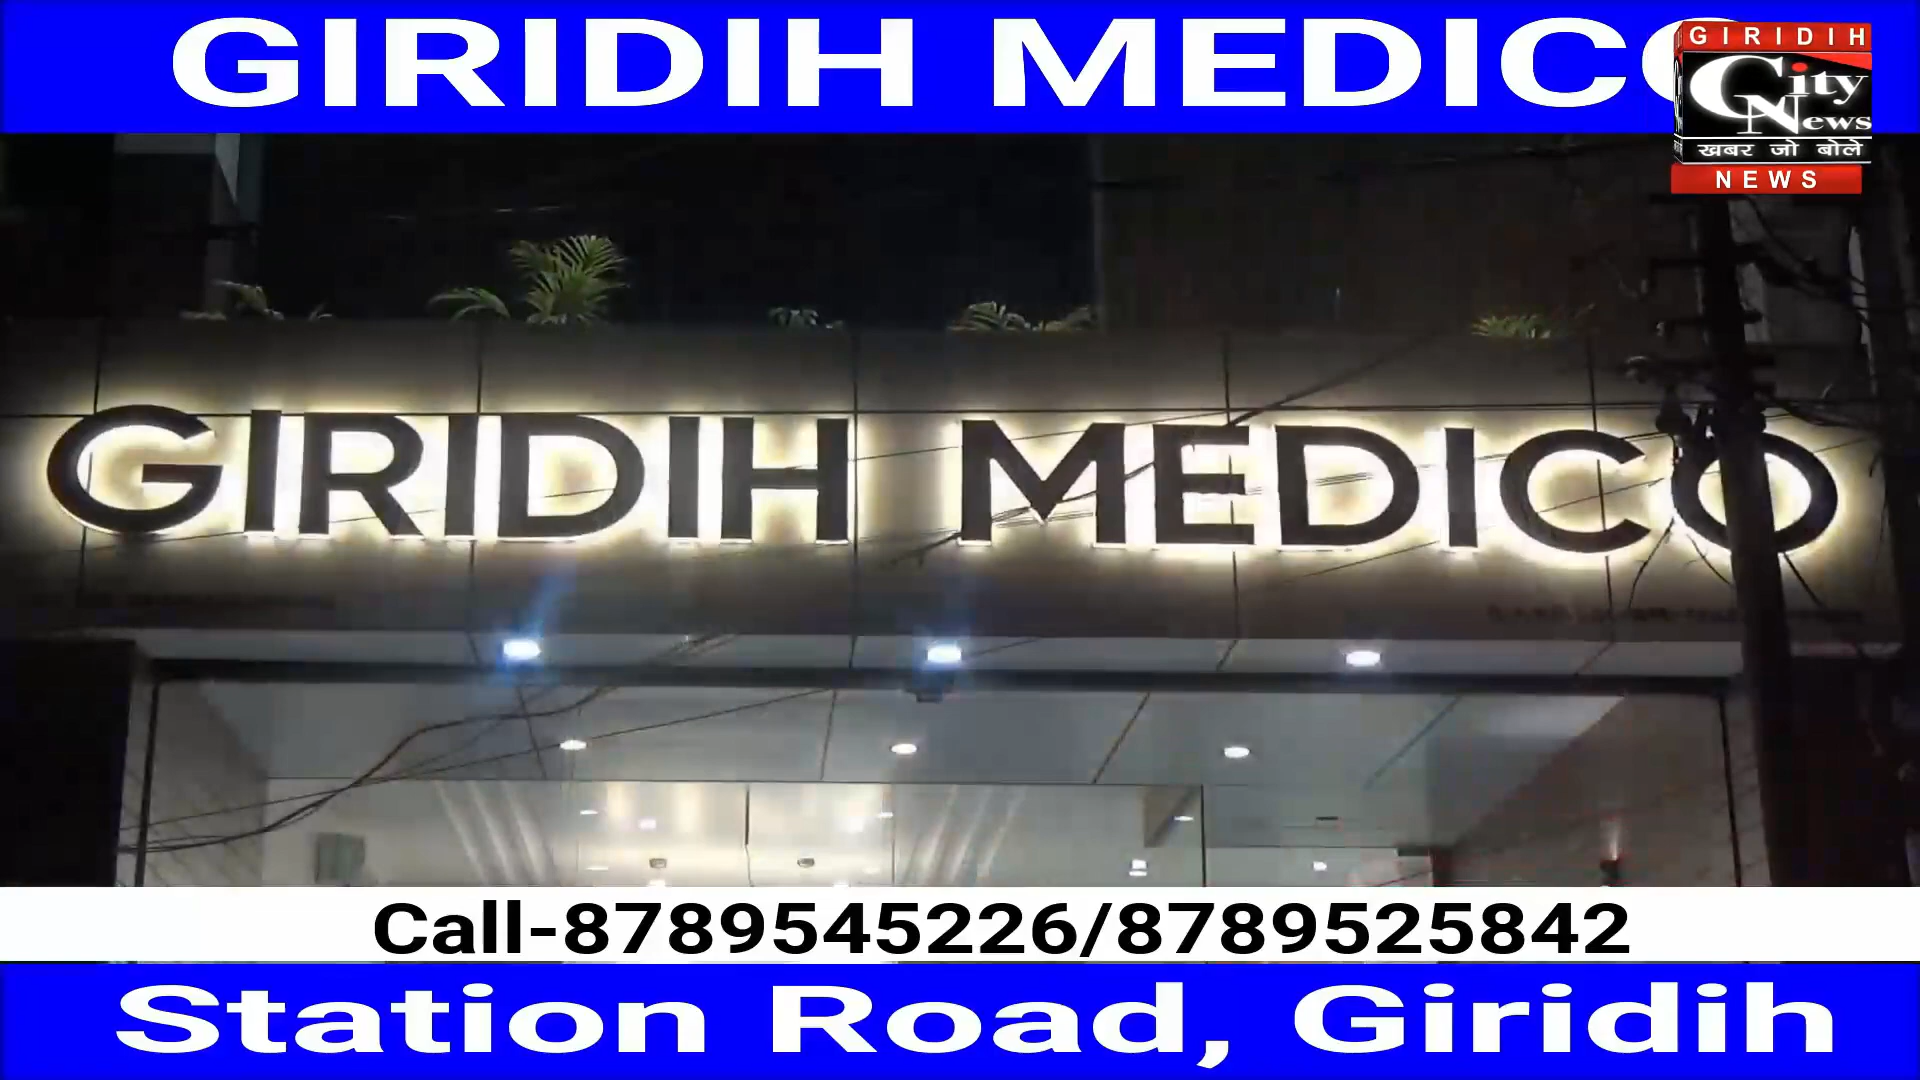 GIRIDIH MEDICO
GIRIDIH
City
News
खबर जो बोले
NEWS
GIRIDIH MEDICO
Call-8789545226/8789525842
Station Road, Giridih